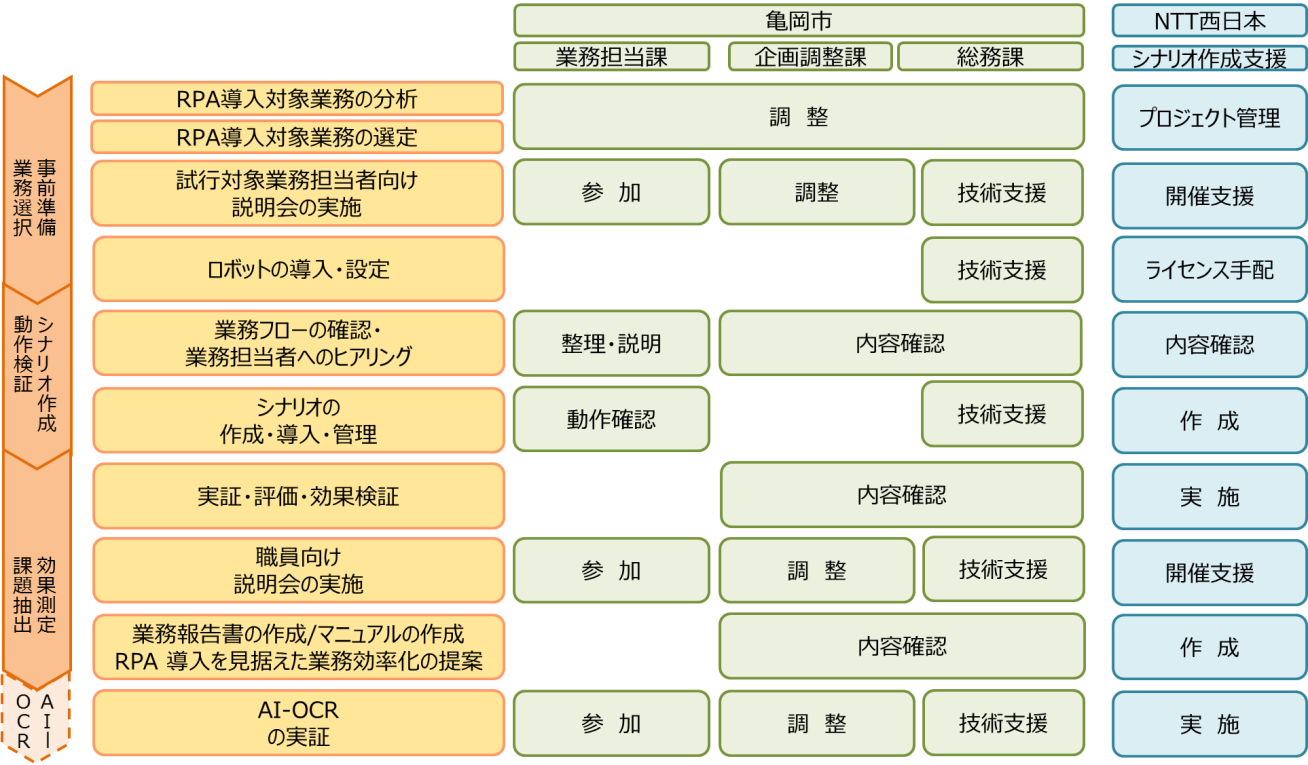 亀岡市
NTT西日本
業務担当課
企画調整課
総務課
シナリオ作成支援
事前準備
業務選択
RPA導入対象業務の分析
RPA導入対象業務の選定
調 整
プロジェクト管理
試行対象業務担当者向け
説明会の実施
参 加
調整
技術支援
開催支援
ロボットの導入・設定
技術支援
ライセンス手配
シナリオ作成
動作検証
業務フローの確認・
業務担当者へのヒアリング
整理・説明
内容確認
内容確認
シナリオの
作成・導入・管理
動作確認
技術支援
作 成
効果測定
課題抽出
実証・評価・効果検証
内容確認
実 施
職員向け
説明会の実施
参 加
調 整
技術支援
開催支援
業務報告書の作成/マニュアルの作成
RPA 導入を見据えた業務効率化の提案
内容確認
作 成
AI－
OCR
AI-OCR
の実証
参 加
調 整
技術支援
実 施